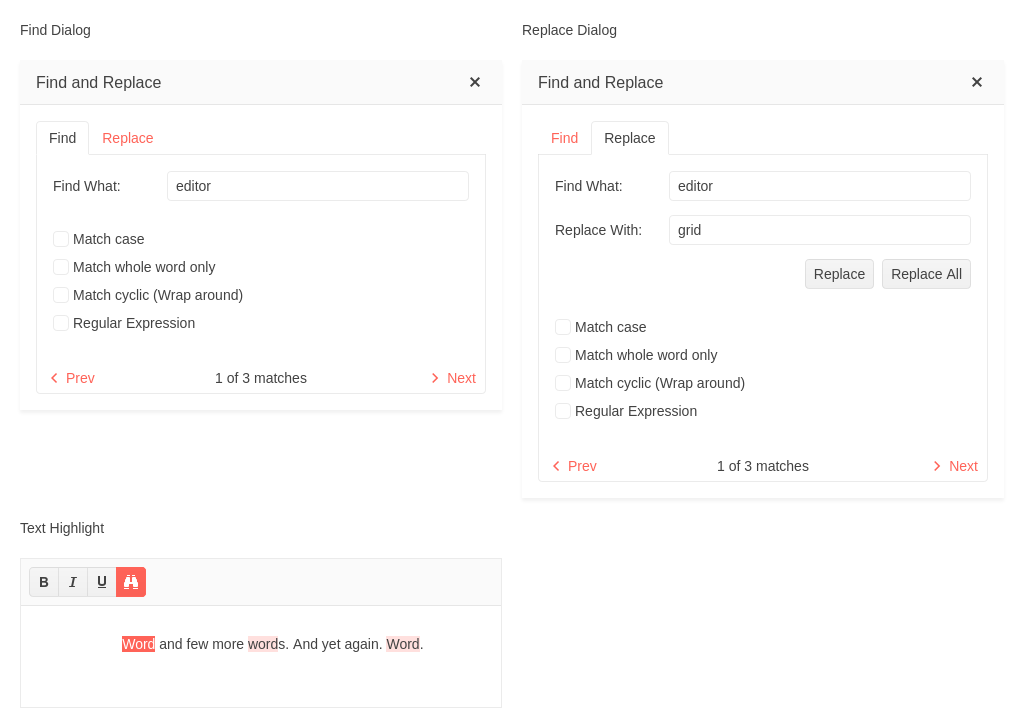 Find Dialog
Find and Replace
Find Replace
Find What: editor
Match case
Match whole word only
Match cyclic (Wrap around)
Regular Expression
Prev 1 of 3 matches Next
Replace Dialog
Find and Replace
Find Replace
Find What: editor
Replace With: grid
Replace Replace All
Match case
Match whole word only
Match cyclic (Wrap around)
Regular Expression
Prev 1 of 3 matches Next
Text Highlight
B I U
Word and few more words. And yet again. Word.